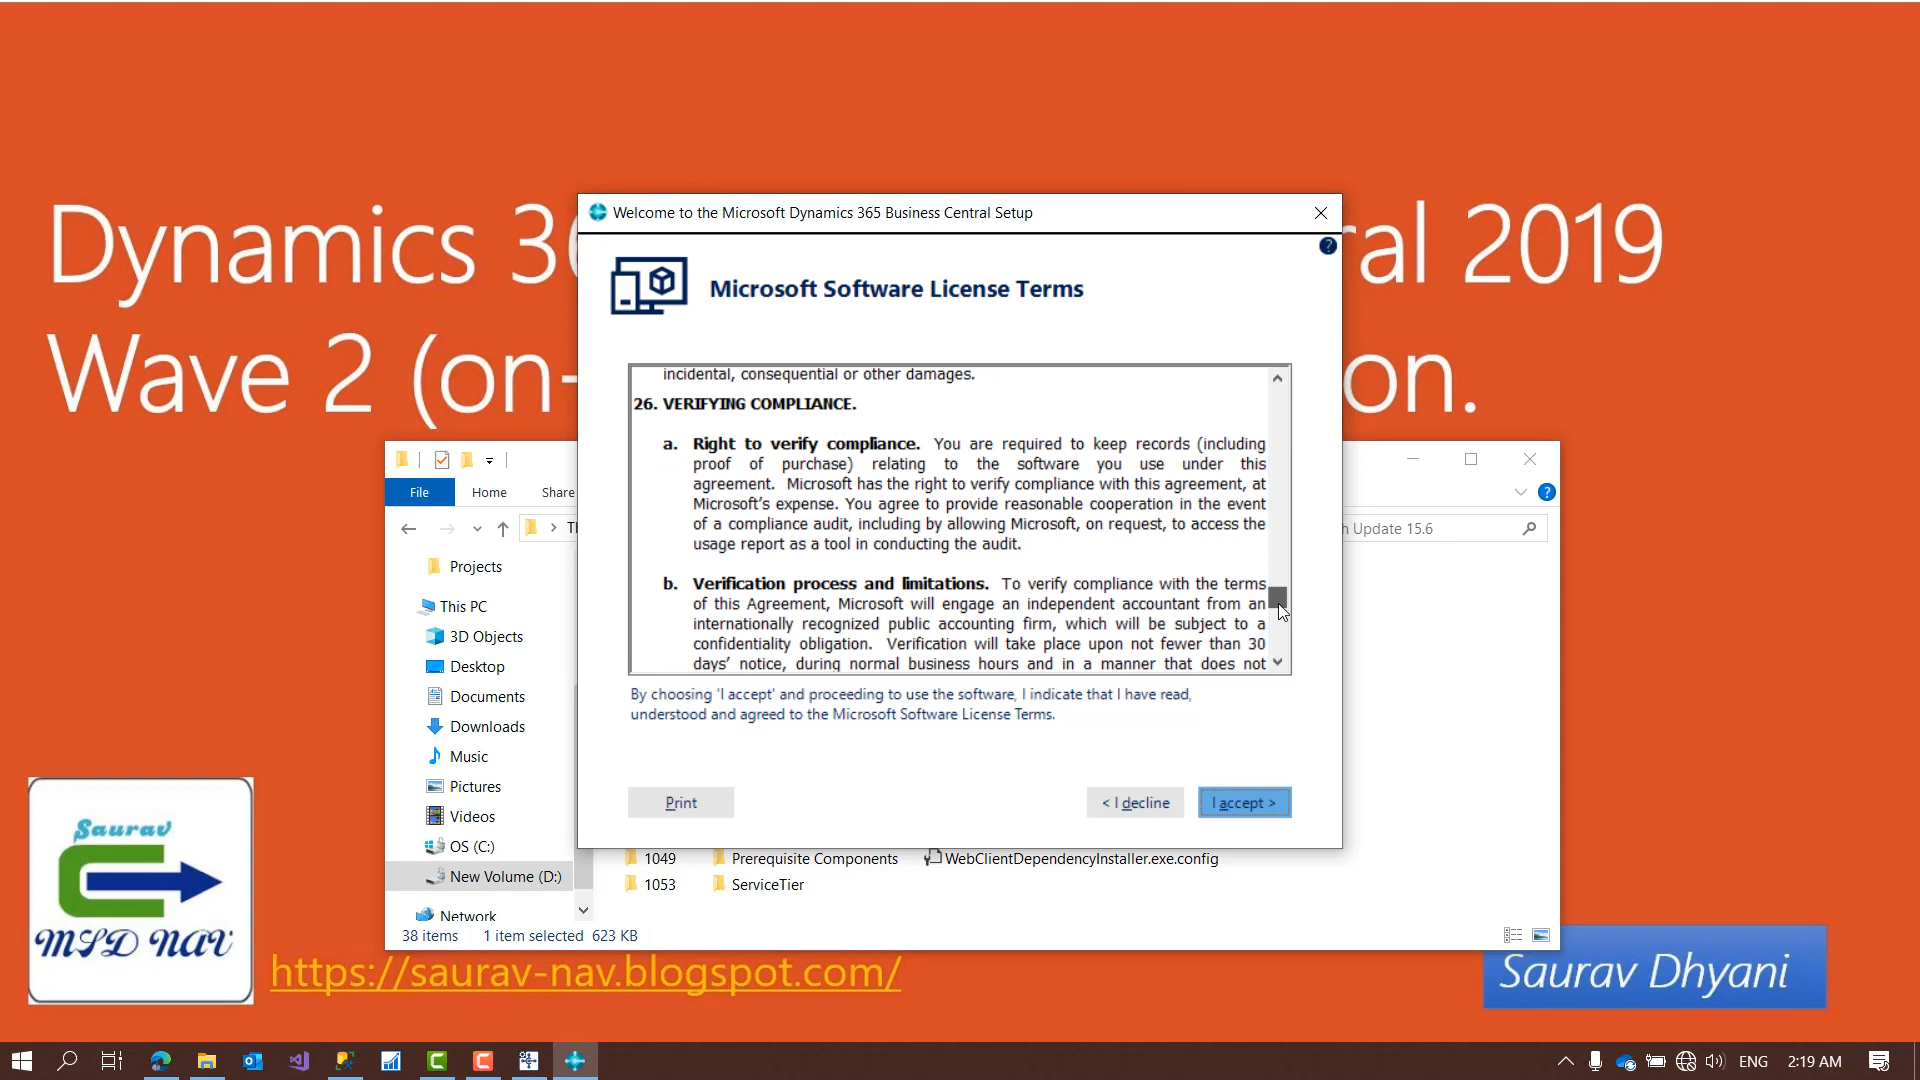 Dynamics 36
ral 2019
Wave 2 (on-
on.
Welcome to the Microsoft Dynamics 365 Business Central Setup
?
Microsoft Software License Terms
incidental, consequential or other damages.
26. VERIFYING COMPLIANCE.
a. Right to verify compliance. You are required to keep records (including
proof of purchase) relating to the software you use under this
agreement. Microsoft has the right to verify compliance with this agreement, at
Microsoft's expense. You agree to provide reasonable cooperation in the event
of a compliance audit, including by allowing Microsoft, on request, to access the
usage report as a tool in conducting the audit.
b. Verification process and limitations. To verify compliance with the terms
of this Agreement, Microsoft will engage an independent accountant from an
internationally recognized public accounting firm, which will be subject to a
confidentiality obligation. Verification will take place upon not fewer than 30
days' notice, during normal business hours and in a manner that does not
By choosing 'I accept' and proceeding to use the software, I indicate that I have read,
understood and agreed to the Microsoft Software License Terms.
Print
< I decline
I accept >
File
Home
Share
?
Th
h Update 15.6
Projects
This PC
3D Objects
Desktop
Documents
Downloads
Music
Pictures
Videos
OS (C:)
New Volume (D:)
Network
1049
Prerequisite Components
WebClientDependencyInstaller.exe.config
1053
ServiceTier
38 items
1 item selected 623 KB
Saurav
MSD NAV
https://saurav-nav.blogspot.com/
Saurav Dhyani
ENG
2:19 AM